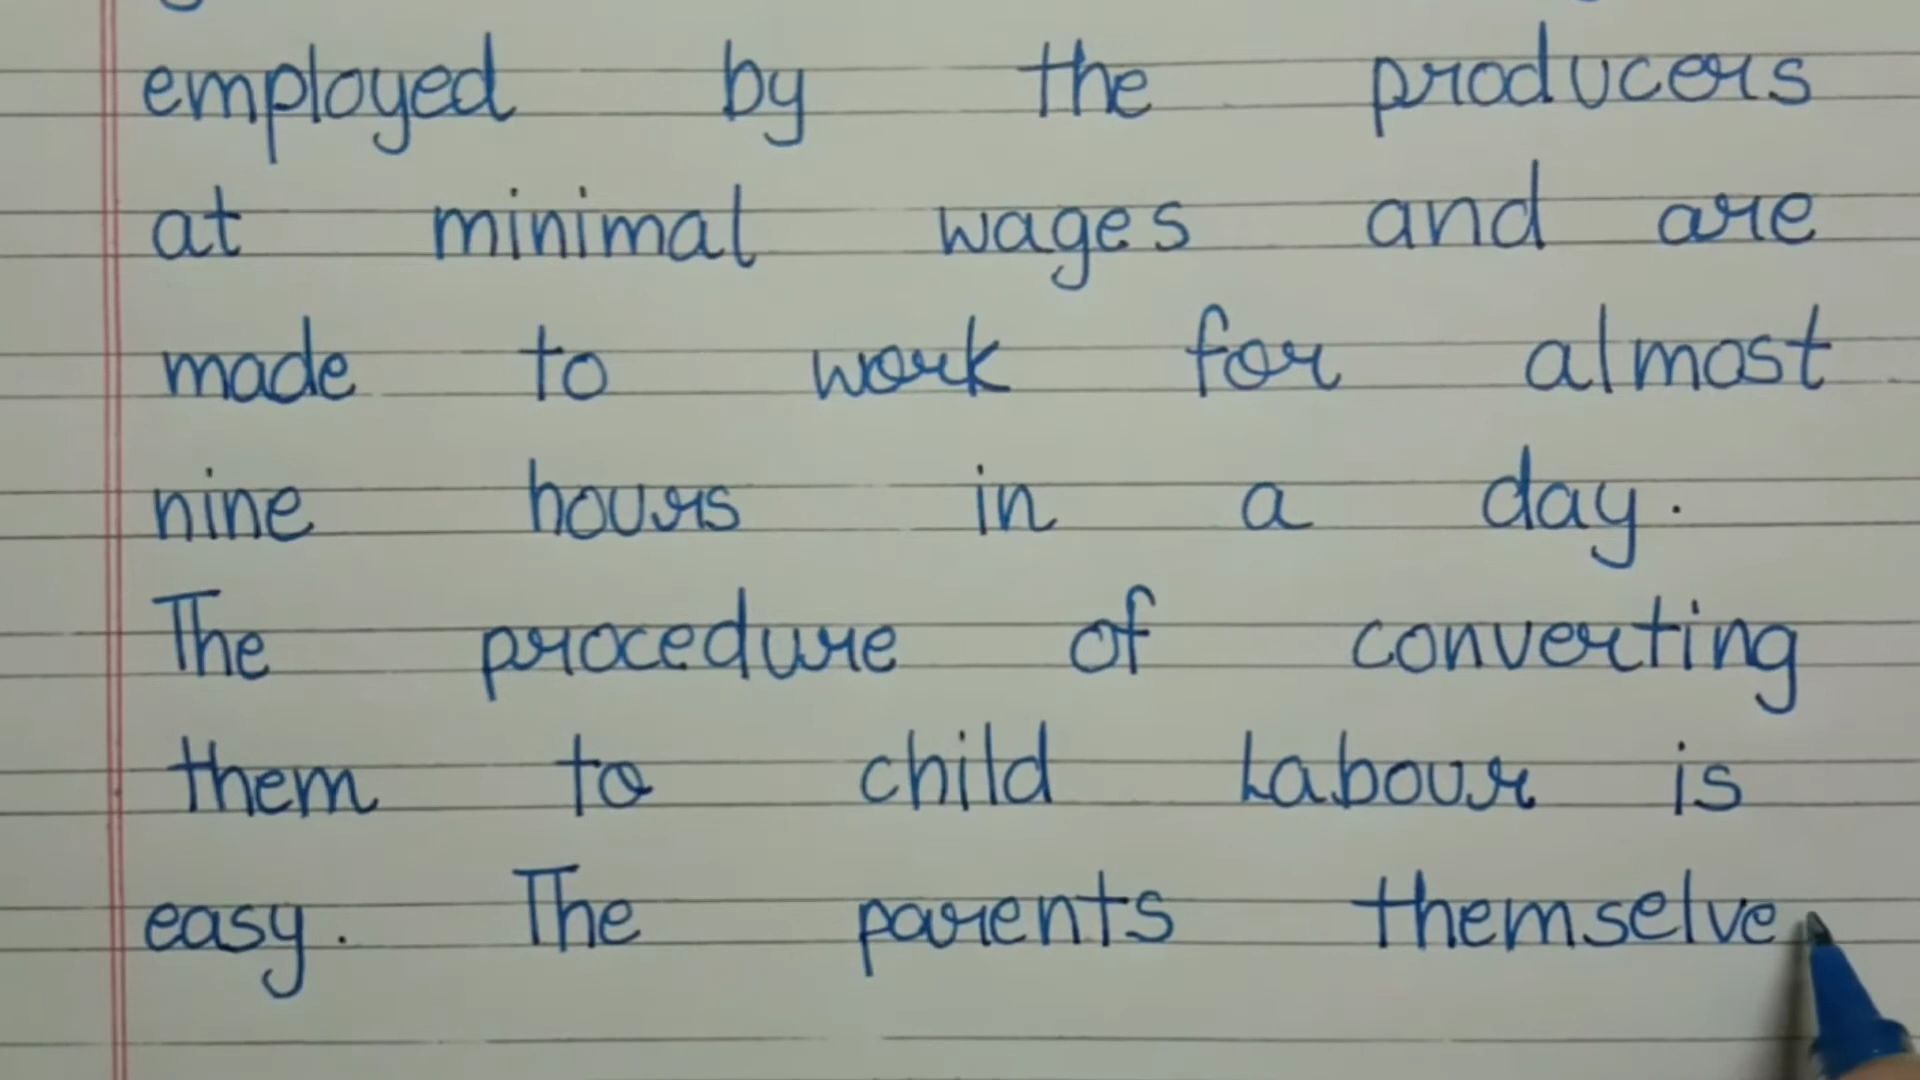 employed by the producers
at minimal wages and are
made to work for almost
nine hours in a day.
The procedure of converting
them to child labour is
easy. The parents themselve